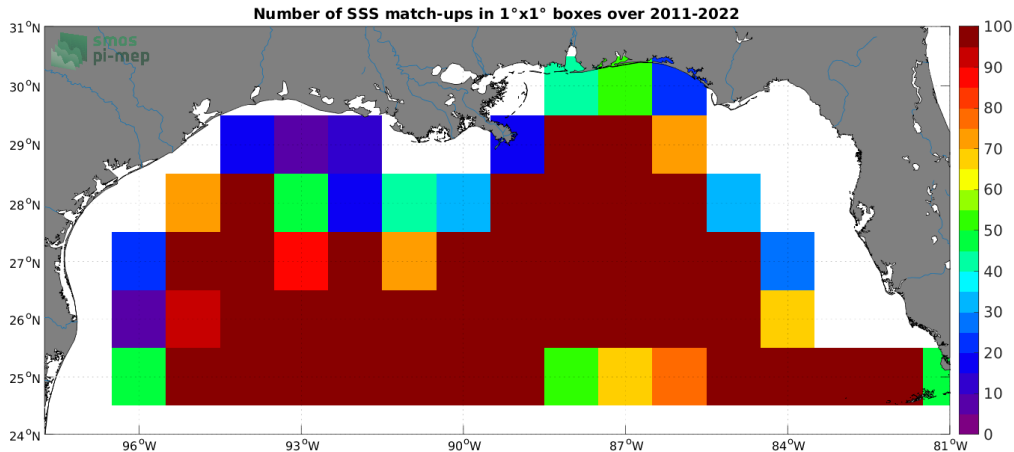 Number of SSS match-ups in 1°x1° boxes over 2011-2022
smos
pi-mep
31°N
30°N
29°N
28°N
27°N
26°N
25°N
24°N
96°W
93°W
90°W
87°W
84°W
81°W
100
90
80
70
60
50
40
30
20
10
0